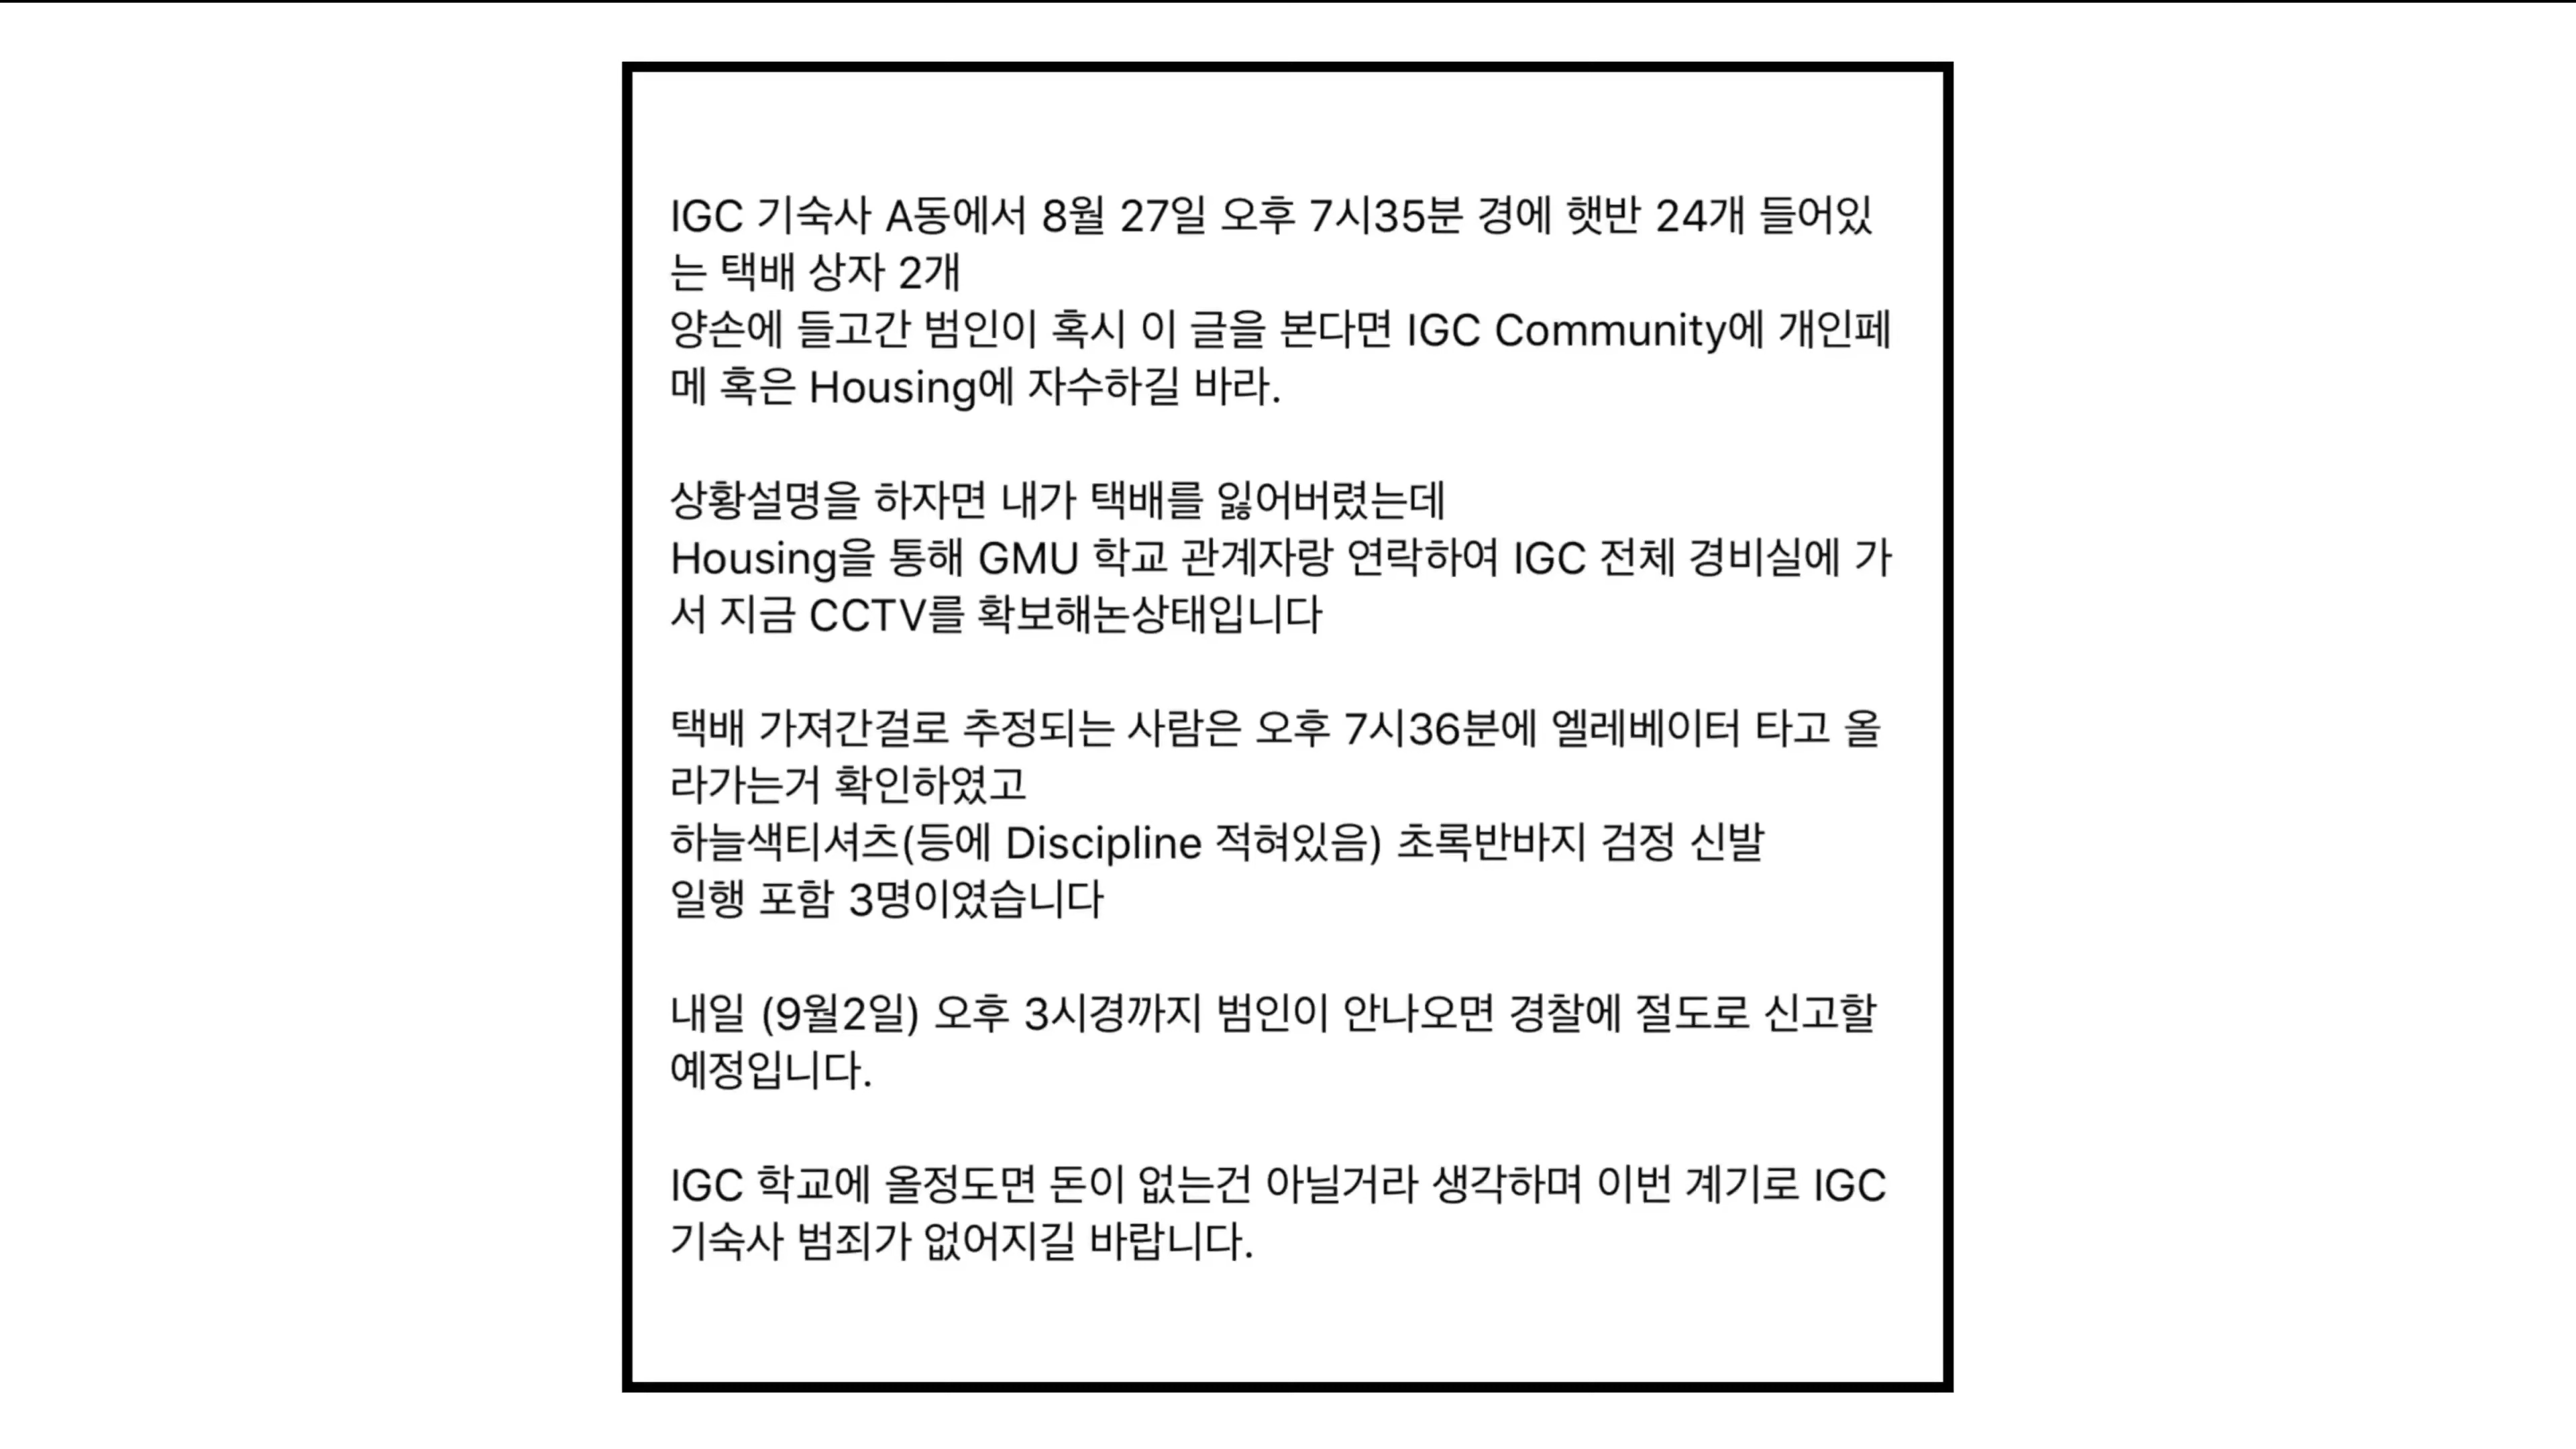 IGC 기숙사 A동에서 8월 27일 오후 7시35분 경에 햇반 24개 들어있
는 택배 상자 2개
양손에 들고간 범인이 혹시 이 글을 본다면 IGC Community에 개인페
메 혹은 Housing에 자수하길 바라.
상황설명을 하자면 내가 택배를 잃어버렸는데
Housing을 통해 GMU 학교 관계자랑 연락하여 IGC 전체 경비실에 가
서 지금 CCTV를 확보해논상태입니다
택배 가져간걸로 추정되는 사람은 오후 7시36분에 엘레베이터 타고 올
라가는거 확인하였고
하늘색티셔츠(등에 Discipline 적혀있음) 초록반바지 검정 신발
일행 포함 3명이였습니다
내일 (9월2일) 오후 3시경까지 범인이 안나오면 경찰에 절도로 신고할
예정입니다.
IGC 학교에 올정도면 돈이 없는건 아닐거라 생각하며 이번 계기로 IGC
기숙사 범죄가 없어지길 바랍니다.